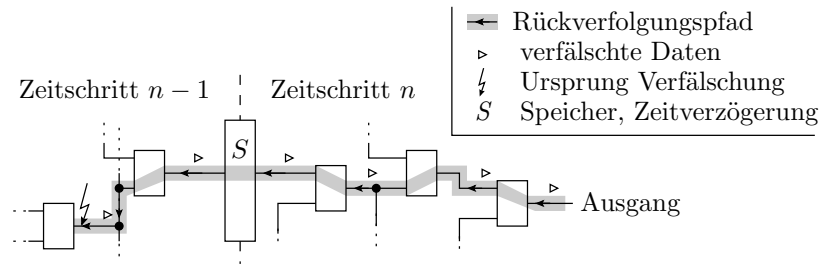 Rückverfolgungspfad
verfälschte Daten
Ursprung Verfälschung
S Speicher, Zeitverzögerung
Zeitschritt n − 1
Zeitschritt n
S
Ausgang